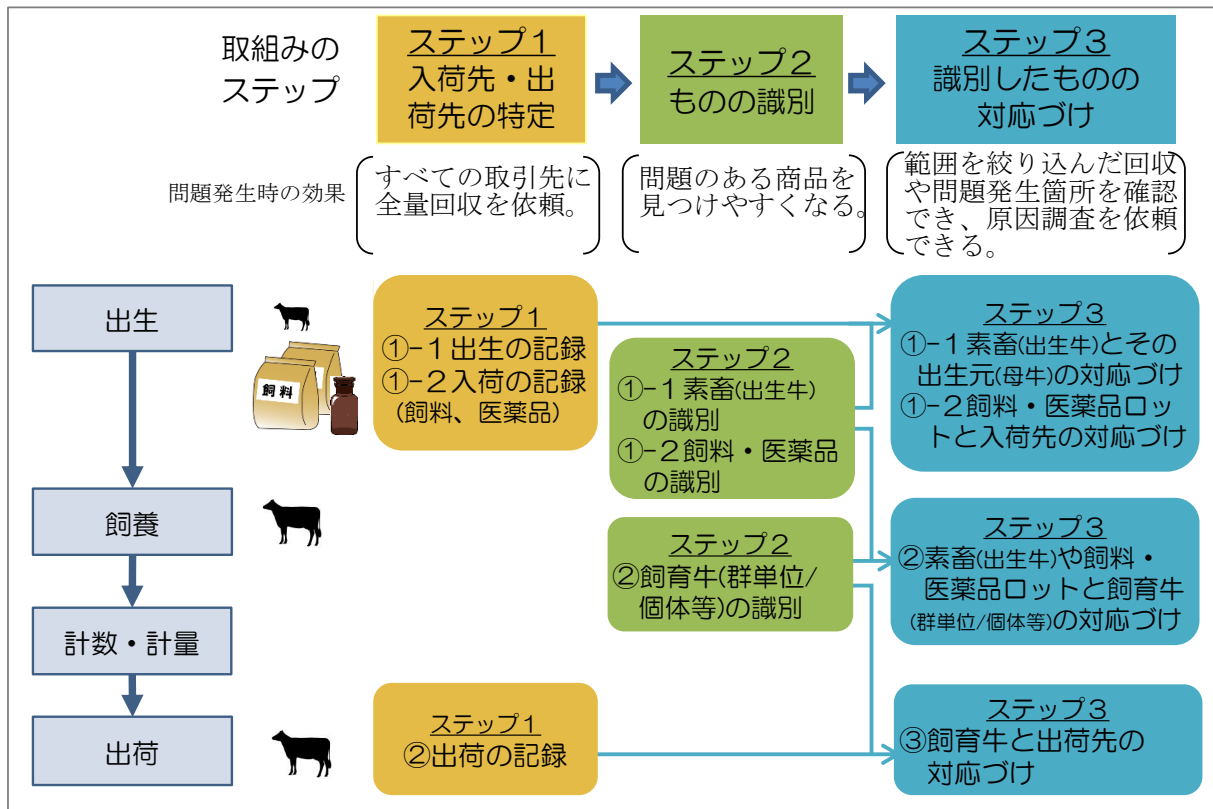 取組みの
ステップ
ステップ１
入荷先・出
荷先の特定
ステップ２
ものの識別
ステップ３
識別したものの
対応づけ
問題発生時の効果
すべての取引先に
全量回収を依頼。
問題のある商品を
見つけやすくなる。
範囲を絞り込んだ回収
や問題発生箇所を確認
でき、原因調査を依頼
できる。
出生
飼料
ステップ１
①-１出生の記録
①-２入荷の記録
(飼料、医薬品)
ステップ２
①-１素畜(出生牛)
の識別
①-２飼料・医薬品
の識別
ステップ３
①-１素畜(出生牛)とその
出生元(母牛)の対応づけ
①-２飼料・医薬品ロッ
トと入荷先の対応づけ
飼養
ステップ２
②飼育牛(群単位/
個体等)の識別
ステップ３
②素畜(出生牛)や飼料・
医薬品ロットと飼育牛
(群単位/個体等)の対応づけ
計数・計量
出荷
ステップ１
②出荷の記録
ステップ３
③飼育牛と出荷先の
対応づけ